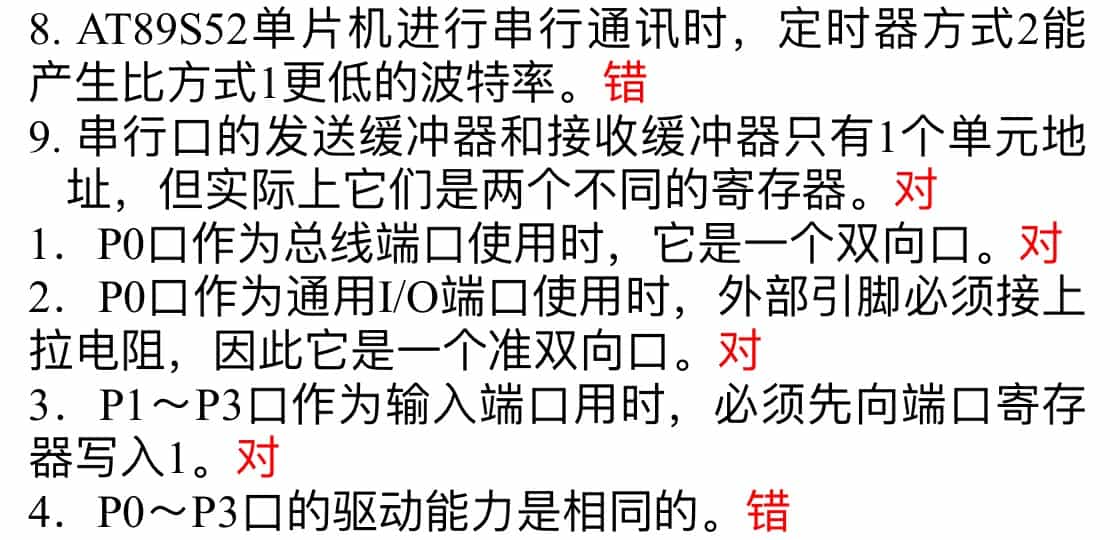 8. AT89S52单片机进行串行通讯时，定时器方式2能
产生比方式1更低的波特率。错
9. 串行口的发送缓冲器和接收缓冲器只有1个单元地
址，但实际上它们是两个不同的寄存器。对
1．P0口作为总线端口使用时，它是一个双向口。对
2．P0口作为通用I/O端口使用时，外部引脚必须接上
拉电阻，因此它是一个准双向口。对
3．P1～P3口作为输入端口用时，必须先向端口寄存
器写入1。对
4．P0～P3口的驱动能力是相同的。错